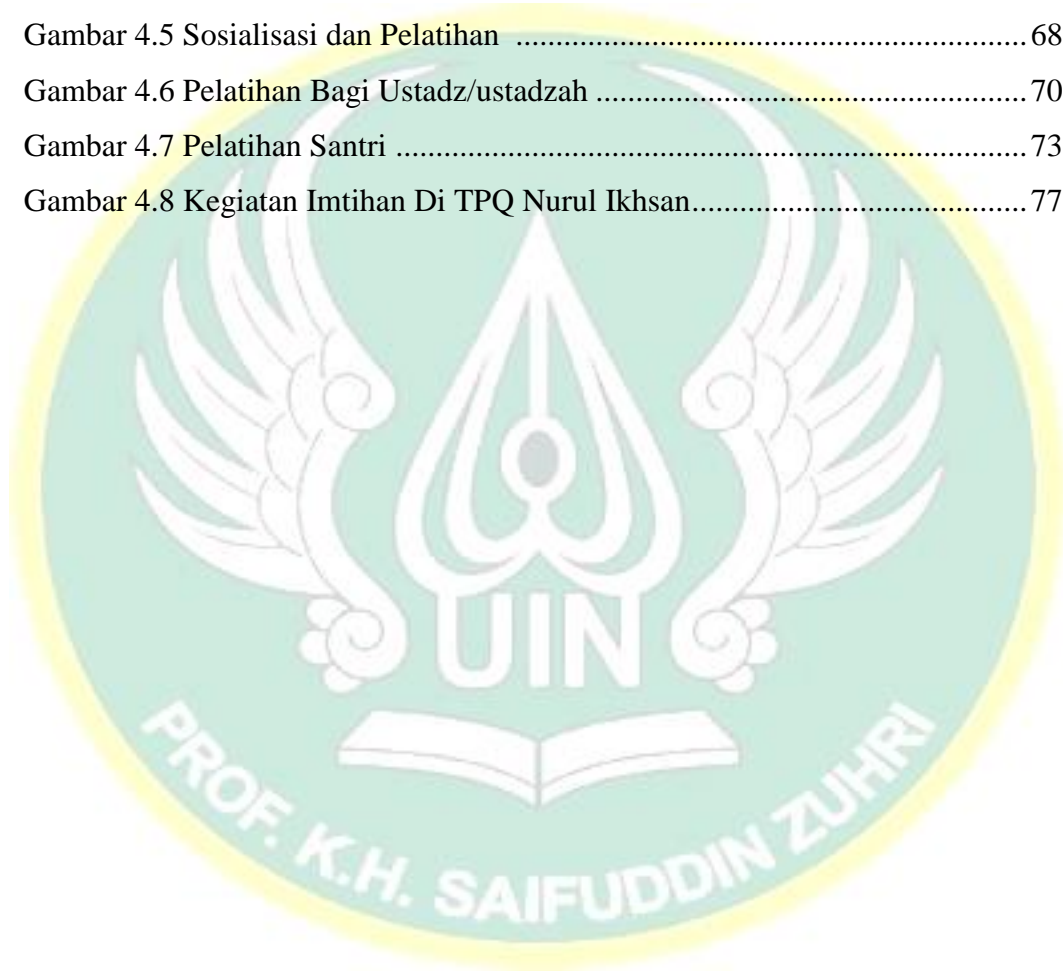 Gambar 4.5 Sosialisasi dan Pelatihan ................................................................. 68
Gambar 4.6 Pelatihan Bagi Ustadz/ustadzah ....................................................... 70
Gambar 4.7 Pelatihan Santri ................................................................................ 73
Gambar 4.8 Kegiatan Imtihan Di TPQ Nurul Ikhsan........................................... 77
UIN
PROF. K.H. SAIFUDDIN ZUHRI